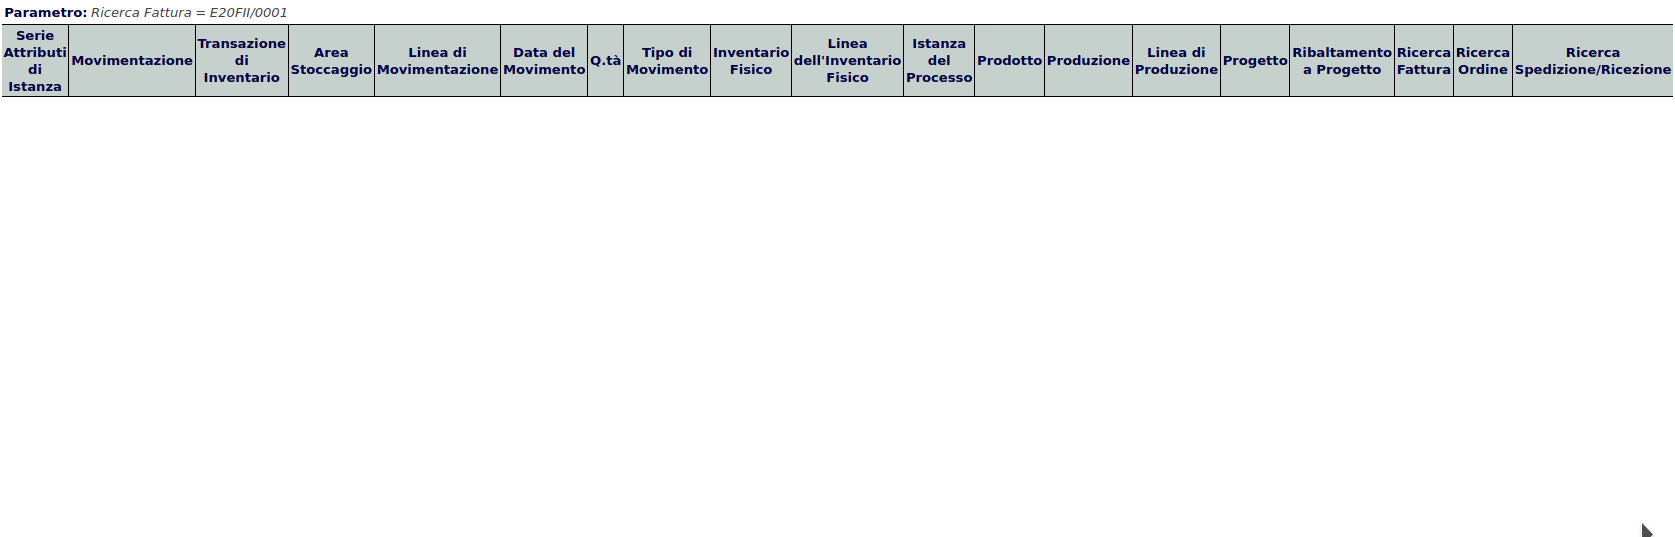 Parametro: Ricerca Fattura = E20FII/0001
Serie
Attributi
di
Istanza
Movimentazione
Transazione
di
Inventario
Area
Stoccaggio
Linea di
Movimentazione
Data del
Movimento
Q.tà
Tipo di
Movimento
Inventario
Fisico
Linea
dell'Inventario
Fisico
Istanza
del
Processo
Prodotto
Produzione
Linea di
Produzione
Progetto
Ribaltamento
a Progetto
Ricerca
Fattura
Ricerca
Ordine
Ricerca
Spedizione/Ricezione